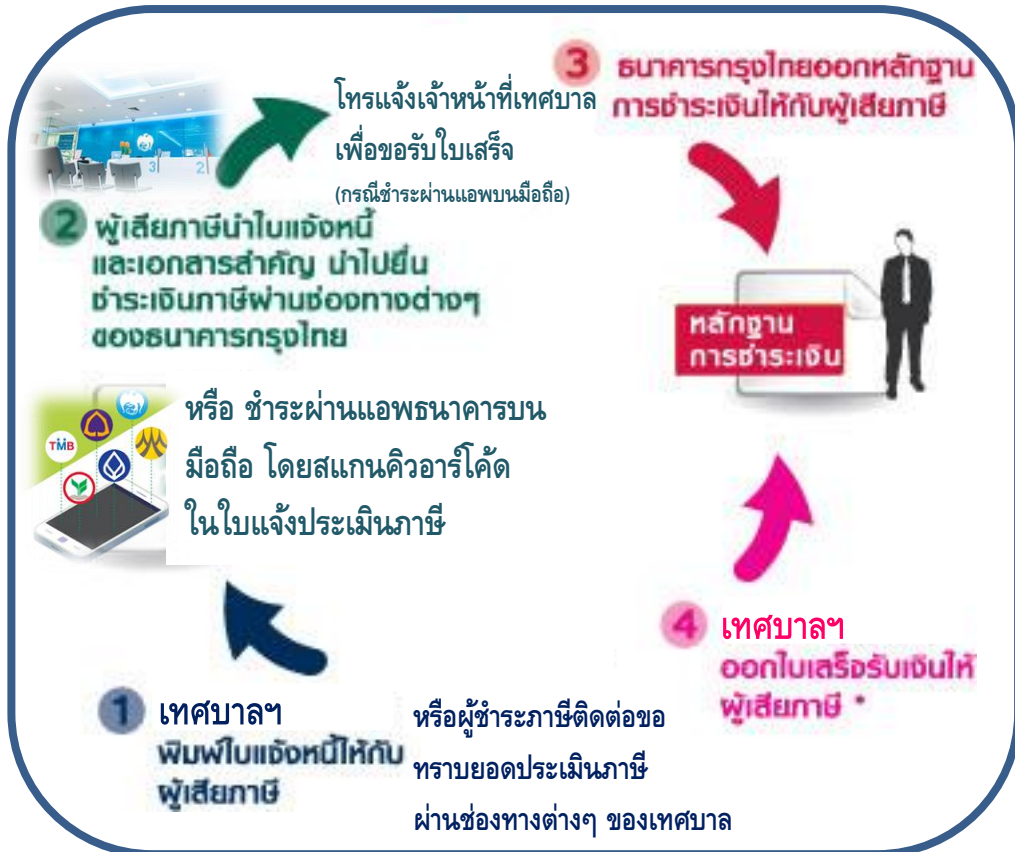 3 ธนาคารกรุงไทยออกหลักฐาน
การชำระเงินให้กับผู้เสียภาษี
โทรแจ้งเจ้าหน้าที่เทศบาล
เพื่อขอรับใบเสร็จ
(กรณีชำระผ่านแอพบนมือถือ)
3 2
2 ผู้เสียภาษีนำใบแจ้งหนี้
และเอกสารสำคัญ นำไปยื่น
ชำระเงินภาษีผ่านช่องทางต่างๆ
ของธนาคารกรุงไทย
หลักฐาน
การชำระเงิน
หรือ ชำระผ่านแอพธนาคารบน
มือถือ โดยสแกนคิวอาร์โค้ด
ในใบแจ้งประเมินภาษี
TMB
4 เทศบาลฯ
ออกใบเสร็จรับเงินให้
ผู้เสียภาษี *
1 เทศบาลฯ
พิมพ์ใบแจ้งหนี้ให้กับ
ผู้เสียภาษี
หรือผู้ชำระภาษีติดต่อขอ
ทราบยอดประเมินภาษี
ผ่านช่องทางต่างๆ ของเทศบาล